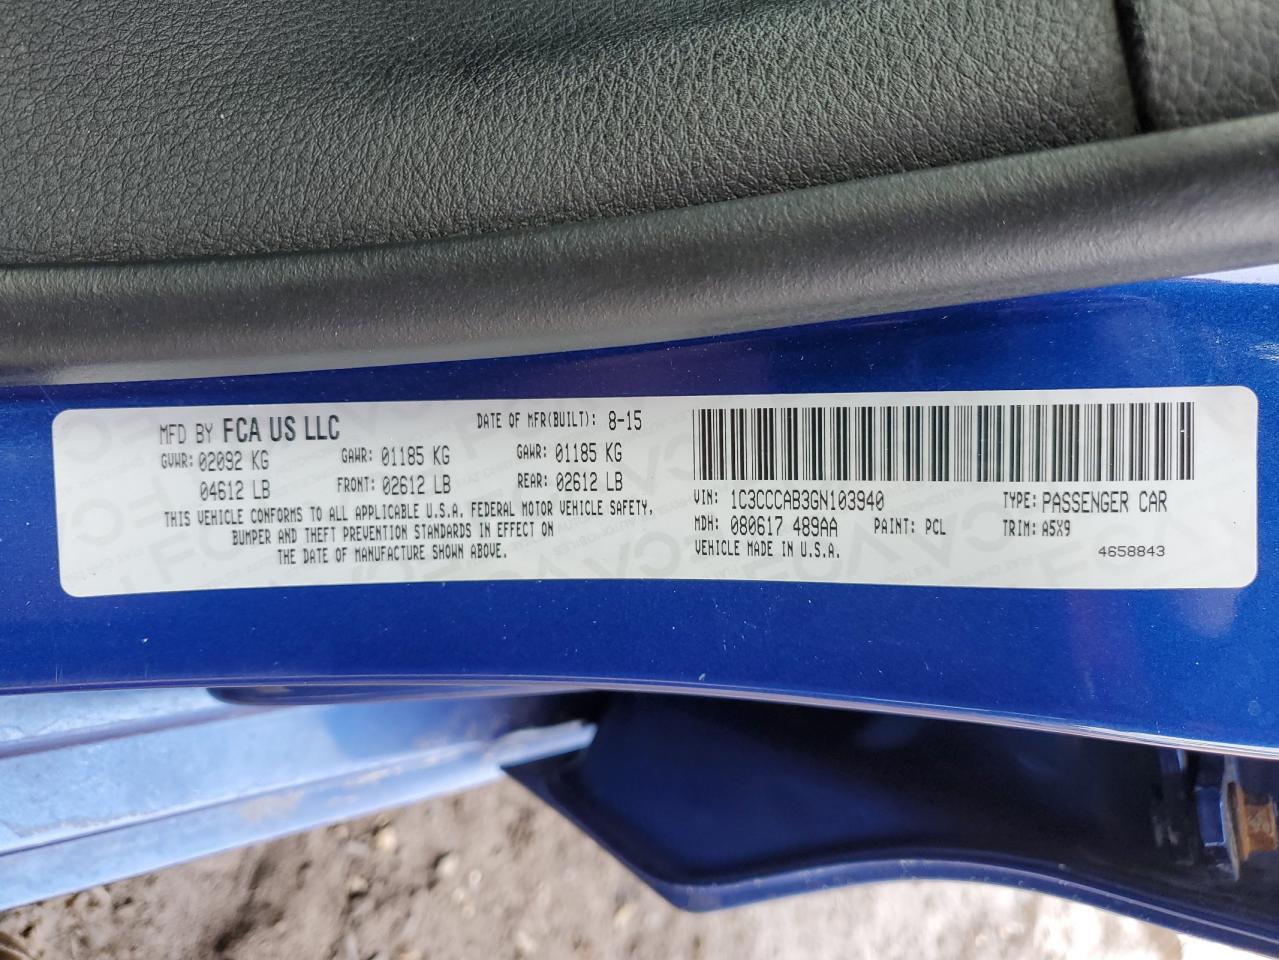 MFD BY FCA US LLC DATE OF MFR(BUILT): 8-15
GVWR: 02092 KG GAWR: 01185 KG GAWR: 01185 KG
04612 LB FRONT: 02612 LB REAR: 02612 LB
THIS VEHICLE CONFORMS TO ALL APPLICABLE U.S.A. FEDERAL MOTOR VEHICLE SAFETY,
BUMPER AND THEFT PREVENTION STANDARDS IN EFFECT ON
THE DATE OF MANUFACTURE SHOWN ABOVE.
VIN: 1C3CCCAB3GN103940 TYPE: PASSENGER CAR
MDH: 080617 489AA PAINT: PCL TRIM: A5X9
VEHICLE MADE IN U.S.A. 4658843